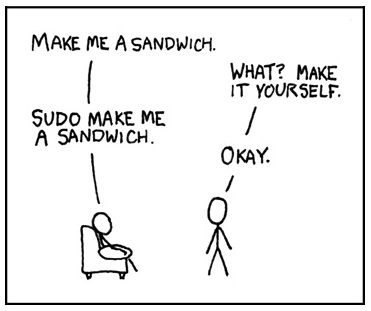 MAKE ME A SANDWICH.
WHAT? MAKE
IT YOURSELF.
SUDO MAKE ME
A SANDWICH.
OKAY.